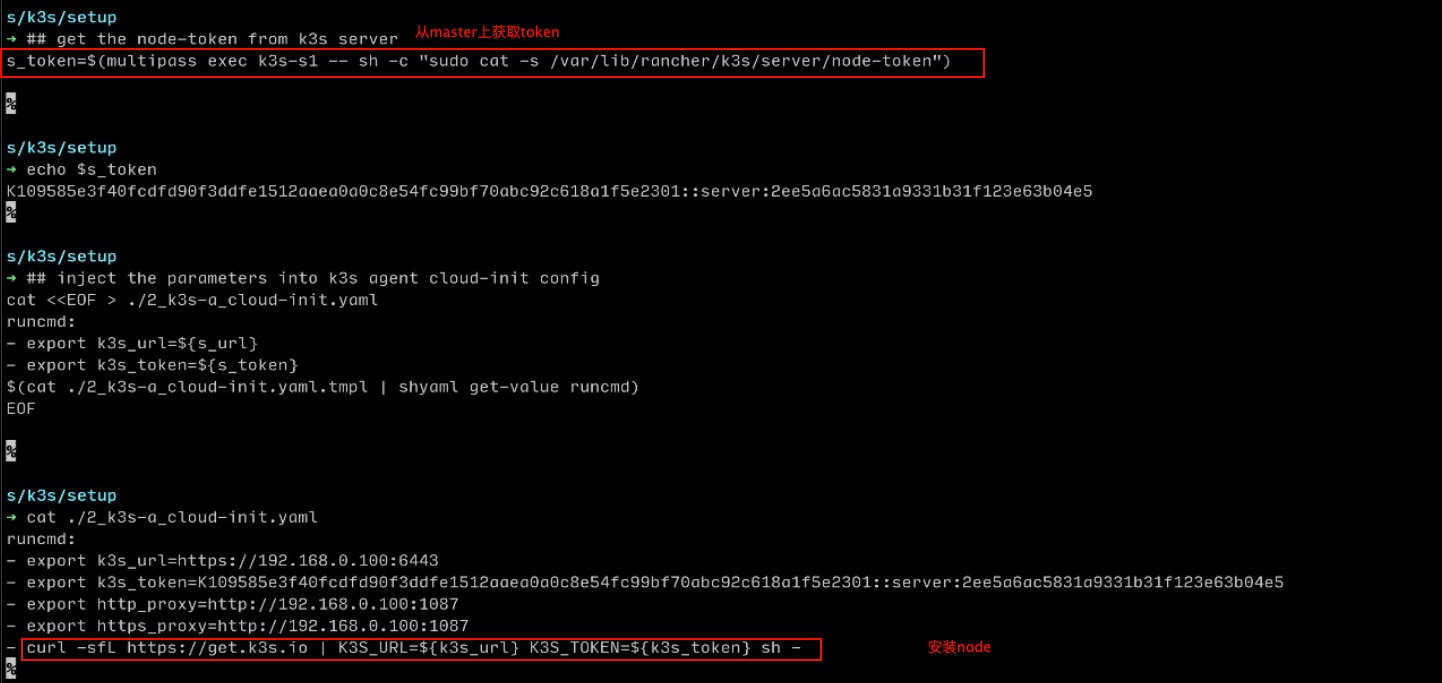 s/k3s/setup
→ ## get the node-token from k3s server 从master上获取token
s_token=$(multipass exec k3s-s1 -- sh -c "sudo cat -s /var/lib/rancher/k3s/server/node-token")
%
s/k3s/setup
→ echo $s_token
K109585e3f40fcdfd90f3ddfe1512aaea0a0c8e54fc99bf70abc92c618a1f5e2301::server:2ee5a6ac5831a9331b31f123e63b04e5
%
s/k3s/setup
→ ## inject the parameters into k3s agent cloud-init config
cat <<EOF > ./2_k3s-a_cloud-init.yaml
runcmd:
- export k3s_url=${s_url}
- export k3s_token=${s_token}
$(cat ./2_k3s-a_cloud-init.yaml.tmpl | shyaml get-value runcmd)
EOF
%
s/k3s/setup
→ cat ./2_k3s-a_cloud-init.yaml
runcmd:
- export k3s_url=https://192.168.0.100:6443
- export k3s_token=K109585e3f40fcdfd90f3ddfe1512aaea0a0c8e54fc99bf70abc92c618a1f5e2301::server:2ee5a6ac5831a9331b31f123e63b04e5
- export http_proxy=http://192.168.0.100:1087
- export https_proxy=http://192.168.0.100:1087
- curl -sfL https://get.k3s.io | K3S_URL=${k3s_url} K3S_TOKEN=${k3s_token} sh - 安装node
%